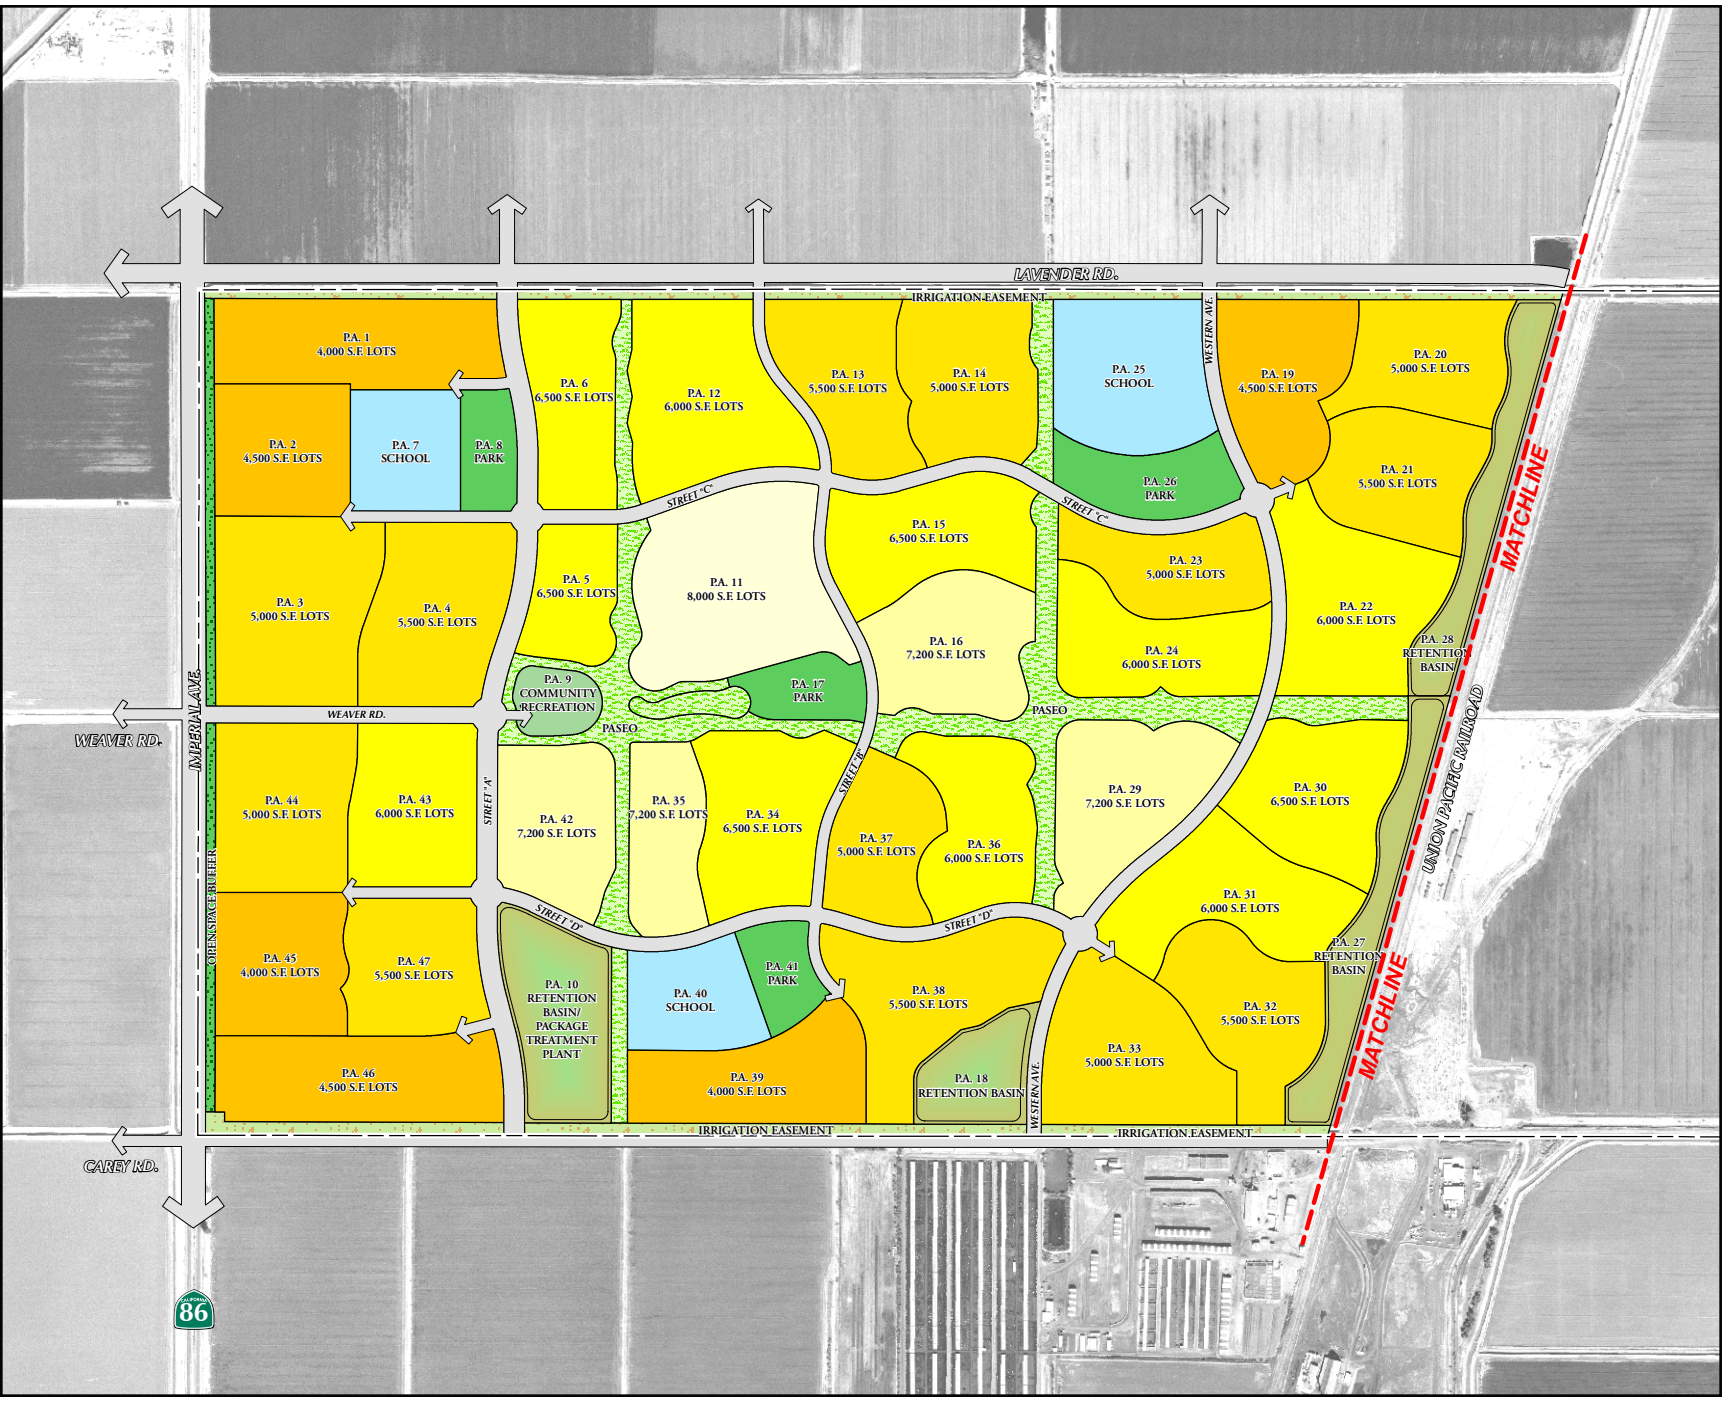 LAVENDER RD.
IRRIGATION EASEMENT
P.A. 1
4,000 S.F. LOTS
P.A. 6
6,500 S.F. LOTS
P.A. 12
6,000 S.F. LOTS
P.A. 13
5,500 S.F. LOTS
P.A. 14
5,000 S.F. LOTS
P.A. 25
SCHOOL
WESTERN AVE.
P.A. 19
4,500 S.F. LOTS
P.A. 20
5,000 S.F. LOTS
P.A. 2
4,500 S.F. LOTS
P.A. 7
SCHOOL
P.A. 8
PARK
STREET "C"
P.A. 26
PARK
STREET "C"
P.A. 21
5,500 S.F. LOTS
MATCHLINE
P.A. 15
6,500 S.F. LOTS
P.A. 3
5,000 S.F. LOTS
P.A. 4
5,500 S.F. LOTS
P.A. 5
6,500 S.F. LOTS
P.A. 11
8,000 S.F. LOTS
P.A. 23
5,000 S.F. LOTS
P.A. 22
6,000 S.F. LOTS
P.A. 16
7,200 S.F. LOTS
P.A. 24
6,000 S.F. LOTS
P.A. 28
RETENTION
BASIN
P.A. 9
COMMUNITY
RECREATION
P.A. 17
PARK
IMPERIAL AVE.
WEAVER RD.
WEAVER RD.
PASEO
PASEO
UNION PACIFIC RAILROAD
P.A. 44
5,000 S.F. LOTS
P.A. 43
6,000 S.F. LOTS
STREET "A"
P.A. 42
7,200 S.F. LOTS
P.A. 35
7,200 S.F. LOTS
P.A. 34
6,500 S.F. LOTS
STREET "B"
P.A. 37
5,000 S.F. LOTS
P.A. 36
6,000 S.F. LOTS
P.A. 29
7,200 S.F. LOTS
P.A. 30
6,500 S.F. LOTS
OPEN SPACE BUFFER
P.A. 31
6,000 S.F. LOTS
STREET "D"
STREET "D"
P.A. 45
4,000 S.F. LOTS
P.A. 47
5,500 S.F. LOTS
P.A. 10
RETENTION
BASIN/
PACKAGE
TREATMENT
PLANT
P.A. 40
SCHOOL
P.A. 41
PARK
P.A. 38
5,500 S.F. LOTS
P.A. 27
RETENTION
BASIN
MATCHLINE
P.A. 32
5,500 S.F. LOTS
P.A. 33
5,000 S.F. LOTS
P.A. 46
4,500 S.F. LOTS
P.A. 39
4,000 S.F. LOTS
P.A. 18
RETENTION BASIN
WESTERN AVE.
IRRIGATION EASEMENT
IRRIGATION EASEMENT
CAREY RD.
CALIFORNIA
86